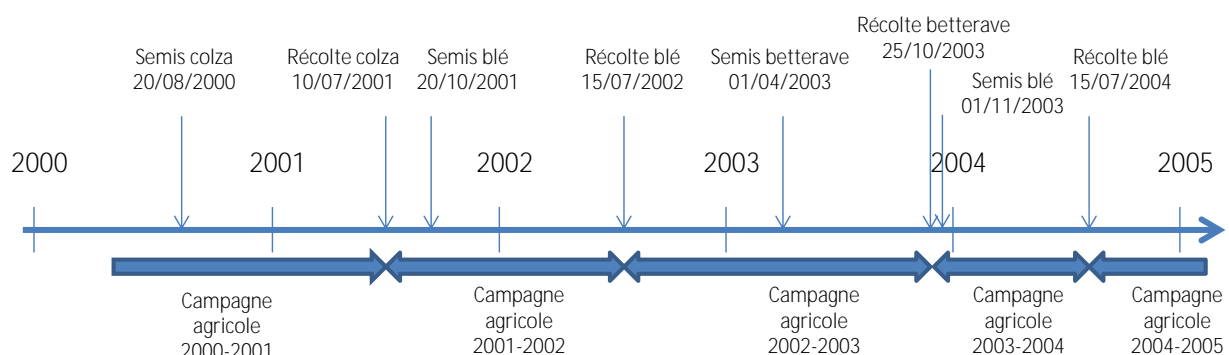 Récolte betterave
25/10/2003
Semis colza
20/08/2000
Récolte colza
10/07/2001
Semis blé
20/10/2001
Récolte blé
15/07/2002
Semis betterave
01/04/2003
Semis blé
01/11/2003
Récolte blé
15/07/2004
2000
2001
2002
2003
2004
2005
Campagne
agricole
2000-2001
Campagne
agricole
2001-2002
Campagne
agricole
2002-2003
Campagne
agricole
2003-2004
Campagne
agricole
2004-2005